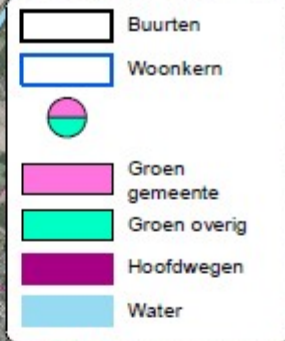 Buurten
Woonkern
Groen
gemeente
Groen overig
Hoofdwegen
Water